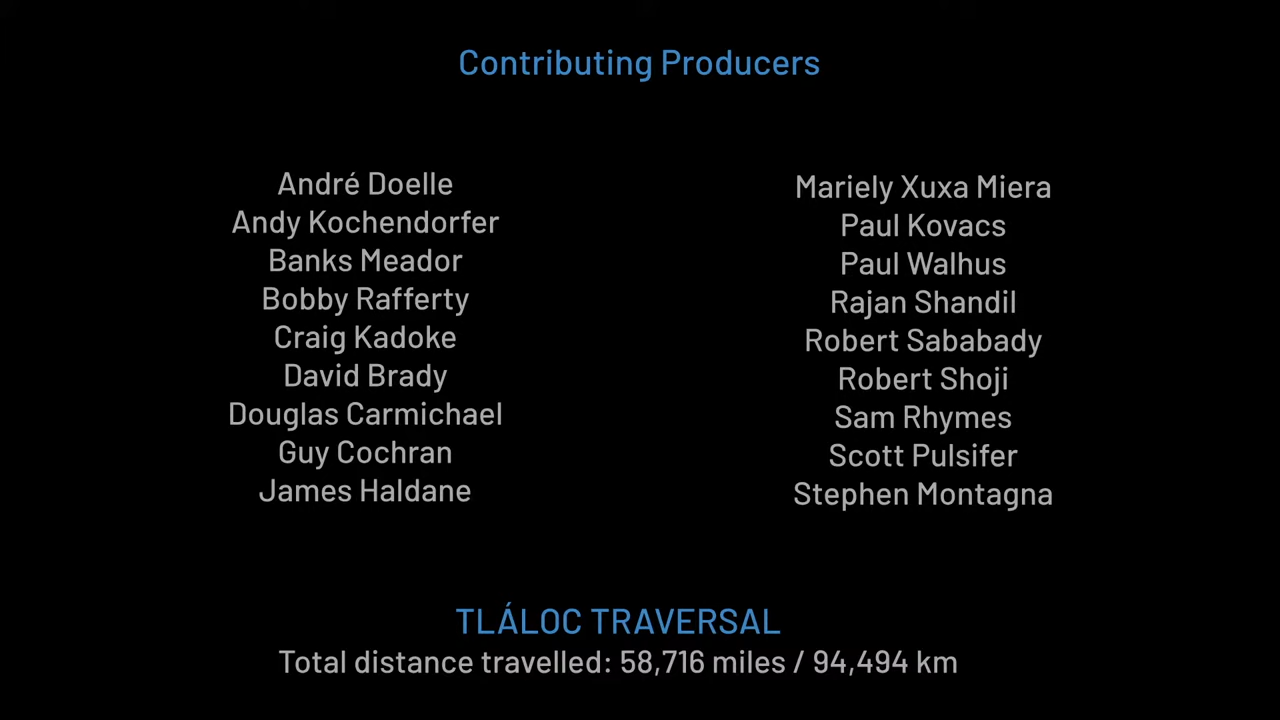 Contributing Producers
André Doelle
Andy Kochendorfer
Banks Meador
Bobby Rafferty
Craig Kadoke
David Brady
Douglas Carmichael
Guy Cochran
James Haldane
Mariely Xuxa Miera
Paul Kovacs
Paul Walhus
Rajan Shandil
Robert Sababady
Robert Shoji
Sam Rhymes
Scott Pulsifer
Stephen Montagna
TLÁLOC TRAVERSAL
Total distance travelled: 58,716 miles / 94,494 km